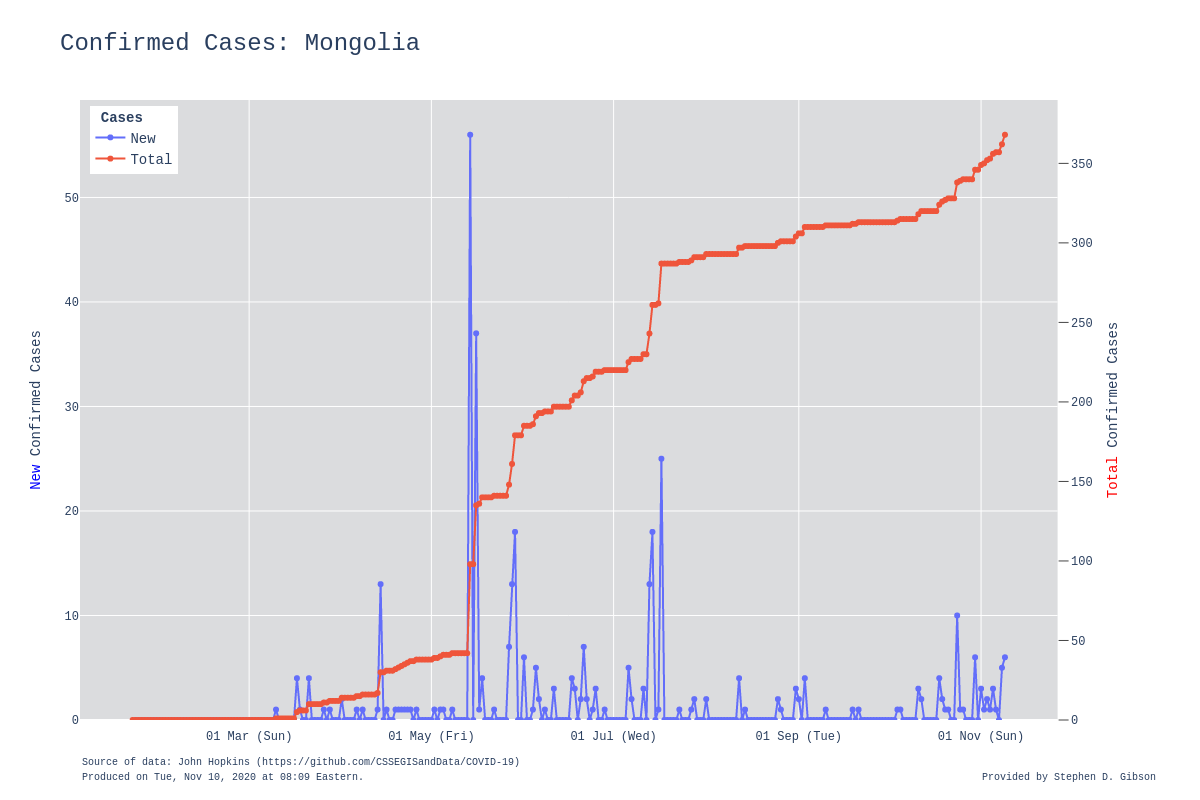 Confirmed Cases: Mongolia
Cases
New
Total
50
40
30
20
10
0
350
300
250
200
150
100
50
0
New Confirmed Cases
Total Confirmed Cases
01 Mar (Sun)
01 May (Fri)
01 Jul (Wed)
01 Sep (Tue)
01 Nov (Sun)
Source of data: John Hopkins (https://github.com/CSSEGISandData/COVID-19)
Produced on Tue, Nov 10, 2020 at 08:09 Eastern.
Provided by Stephen D. Gibson